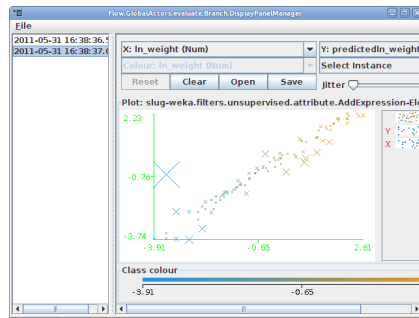 Flow.GlobalActors.evaluate.Branch.DisplayPanelManager
File
2011-05-31 16:38:36.5
2011-05-31 16:38:37.0
X: ln_weight (Num)
Y: predictedln_weight
Colour: ln_weight (Num)
Select Instance
Reset
Clear
Open
Save
Jitter
Plot: slug-weka.filters.unsupervised.attribute.AddExpression-Ele
2.23
-0.76
-3.74
-3.91
-0.65
2.61
Y
X
Class colour
-3.91
-0.65